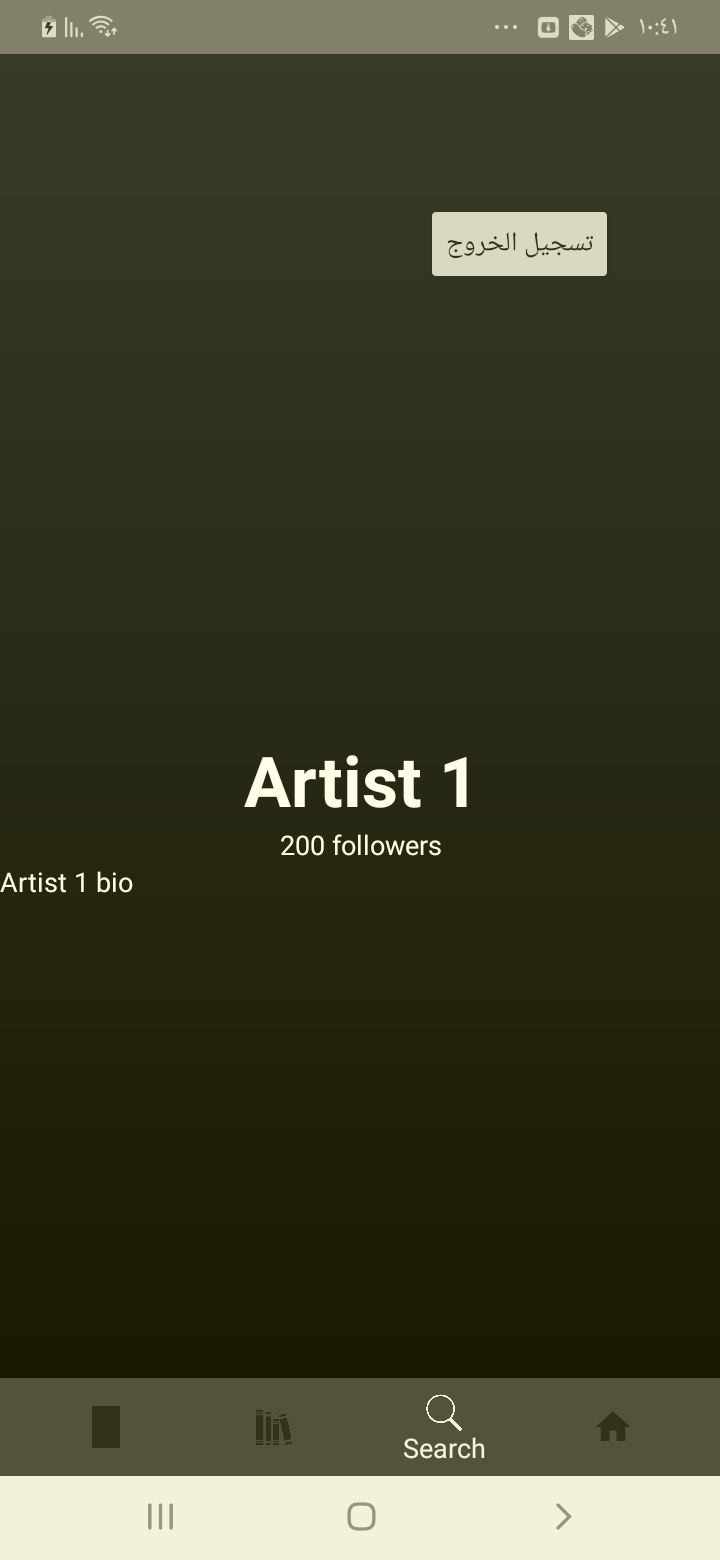 ١٠:٤١
تسجيل الخروج
Artist 1
200 followers
Artist 1 bio
Search